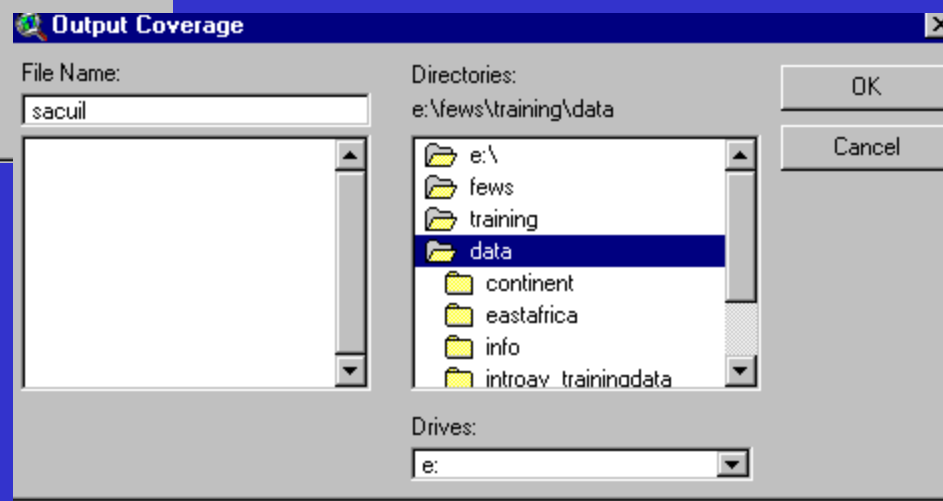 Output Coverage
File Name:
sacuil
Directories:
e:\fews\training\data
e:\
fews
training
data
continent
eastafrica
info
introav_trainingdata
Drives:
e:
OK
Cancel